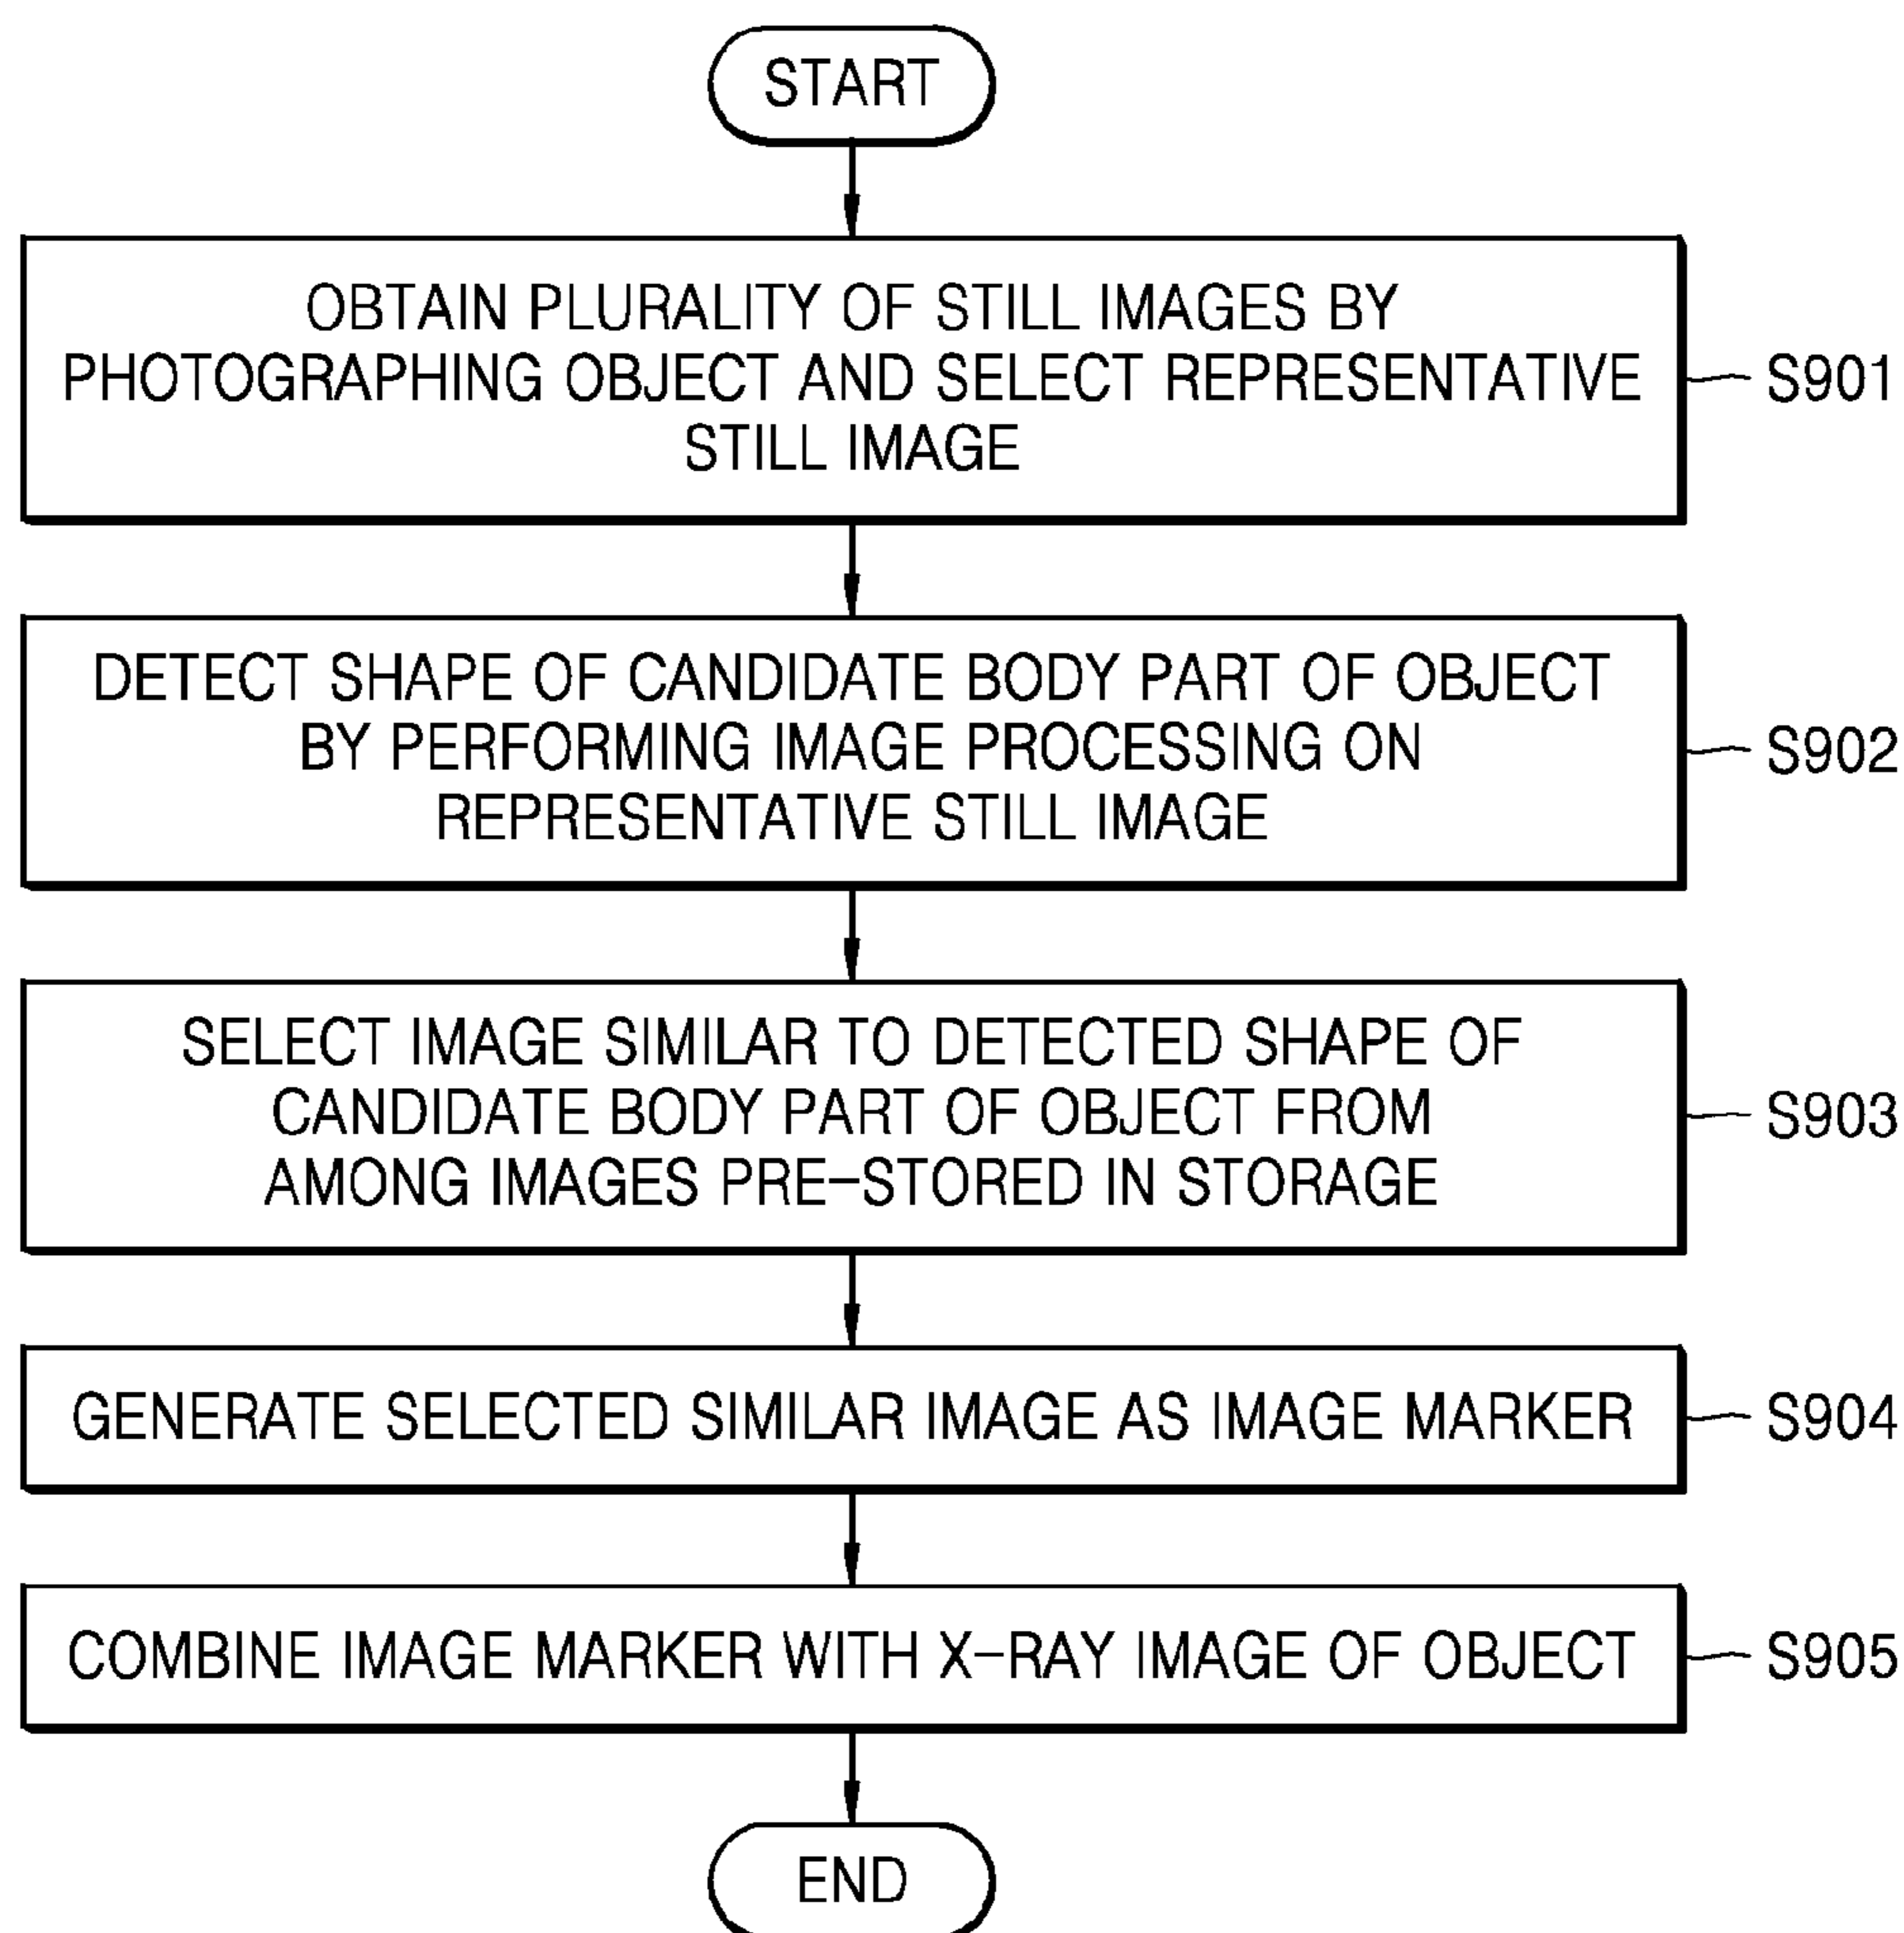 START
OBTAIN PLURALITY OF STILL IMAGES BY
PHOTOGRAPHING OBJECT AND SELECT REPRESENTATIVE
STILL IMAGE
S901
DETECT SHAPE OF CANDIDATE BODY PART OF OBJECT
BY PERFORMING IMAGE PROCESSING ON
REPRESENTATIVE STILL IMAGE
S902
SELECT IMAGE SIMILAR TO DETECTED SHAPE OF
CANDIDATE BODY PART OF OBJECT FROM
AMONG IMAGES PRE-STORED IN STORAGE
S903
GENERATE SELECTED SIMILAR IMAGE AS IMAGE MARKER
S904
COMBINE IMAGE MARKER WITH X-RAY IMAGE OF OBJECT
S905
END